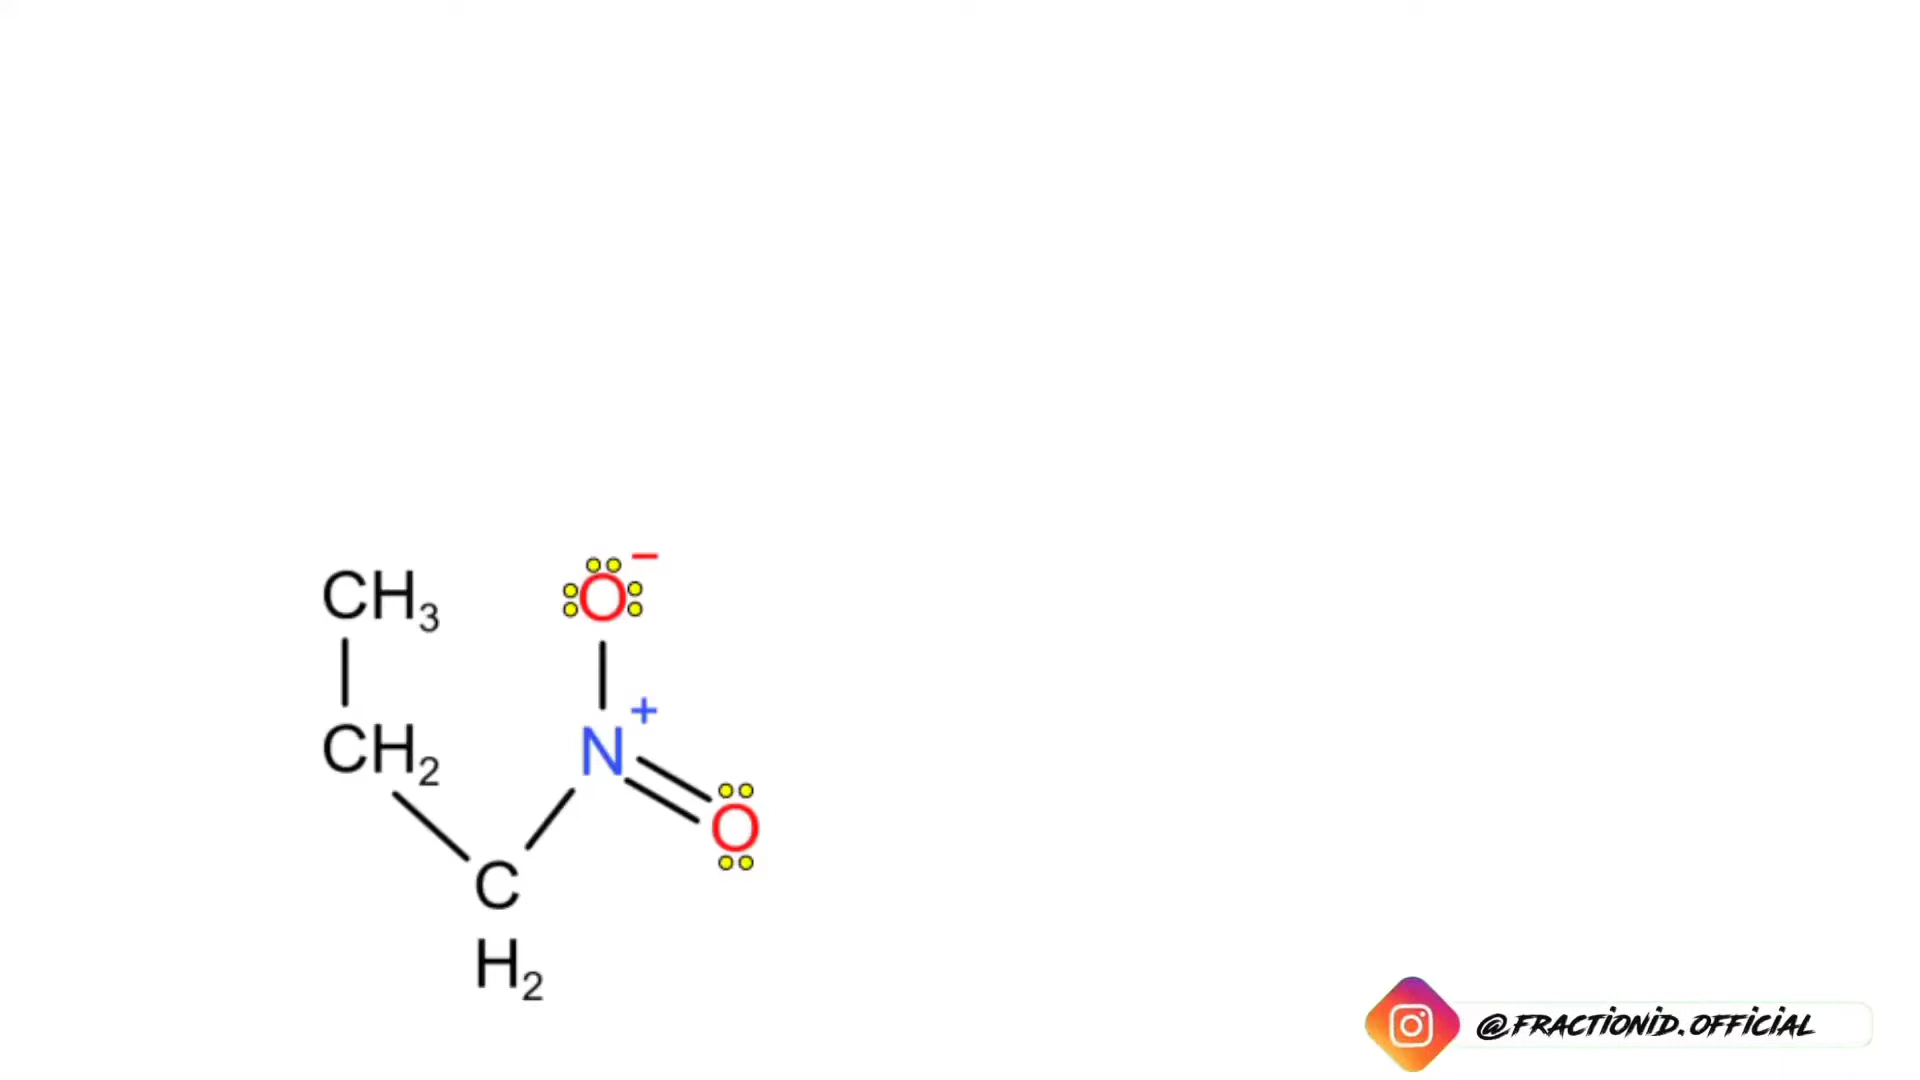 CH₃
O⁻
N⁺
CH₂
O
C
H₂
@FRACTIONID.OFFICIAL